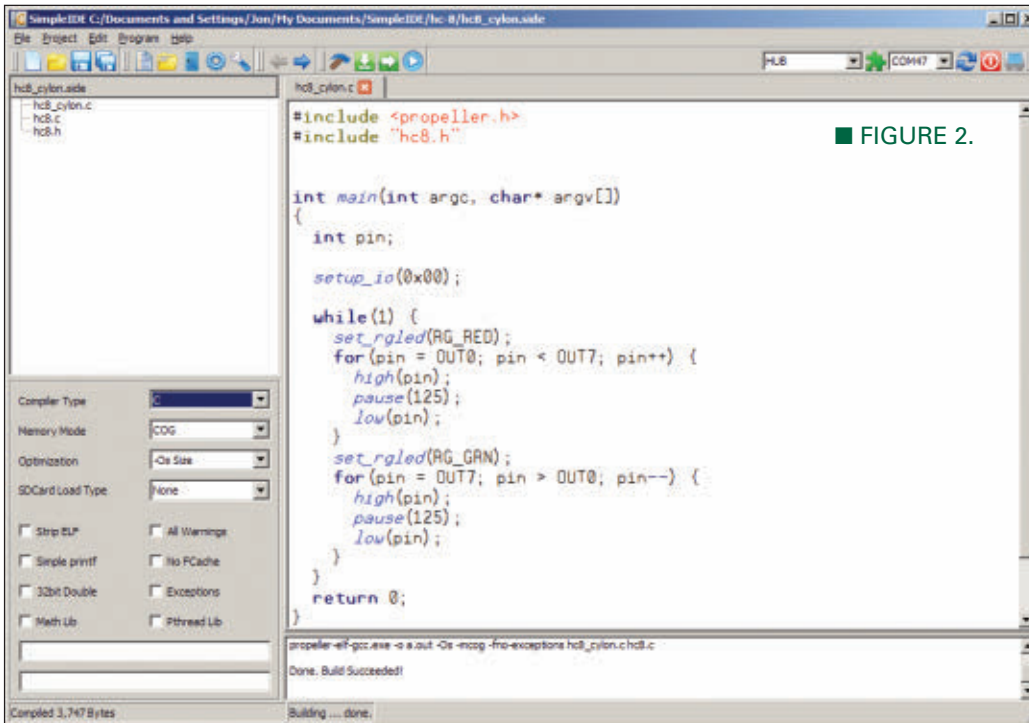 SimpleIDE C:/Documents and Settings/Jon/My Documents/SimpleIDE/hc-8/hc8_cylon.side
File Project Edit Program Help
HUB
COM47
hc8_cylon.side
hc8_cylon.c
hc8.c
hc8.h
hc8_cylon.c
#include <propeller.h>
#include "hc8.h"
■ FIGURE 2.
int main(int argc, char* argv[])
{
int pin;
setup_io(0x00);
while(1) {
set_rgled(RG_RED);
for(pin = OUT0; pin < OUT7; pin++) {
high(pin);
pause(125);
low(pin);
}
set_rgled(RG_GRN);
for(pin = OUT7; pin > OUT0; pin--) {
high(pin);
pause(125);
low(pin);
}
}
return 0;
}
Compiler Type C
Memory Mode COG
Optimization -Os Size
SDCard Load Type None
Strip ELF All Warnings
Simple printf No FCache
32bit Double Exceptions
Math Lib Pthread Lib
propeller-elf-gcc.exe -o a.out -Os -mcog -fno-exceptions hc8_cylon.c hc8.c
Done. Build Succeeded!
Compiled 3,747 Bytes
Building ... done.